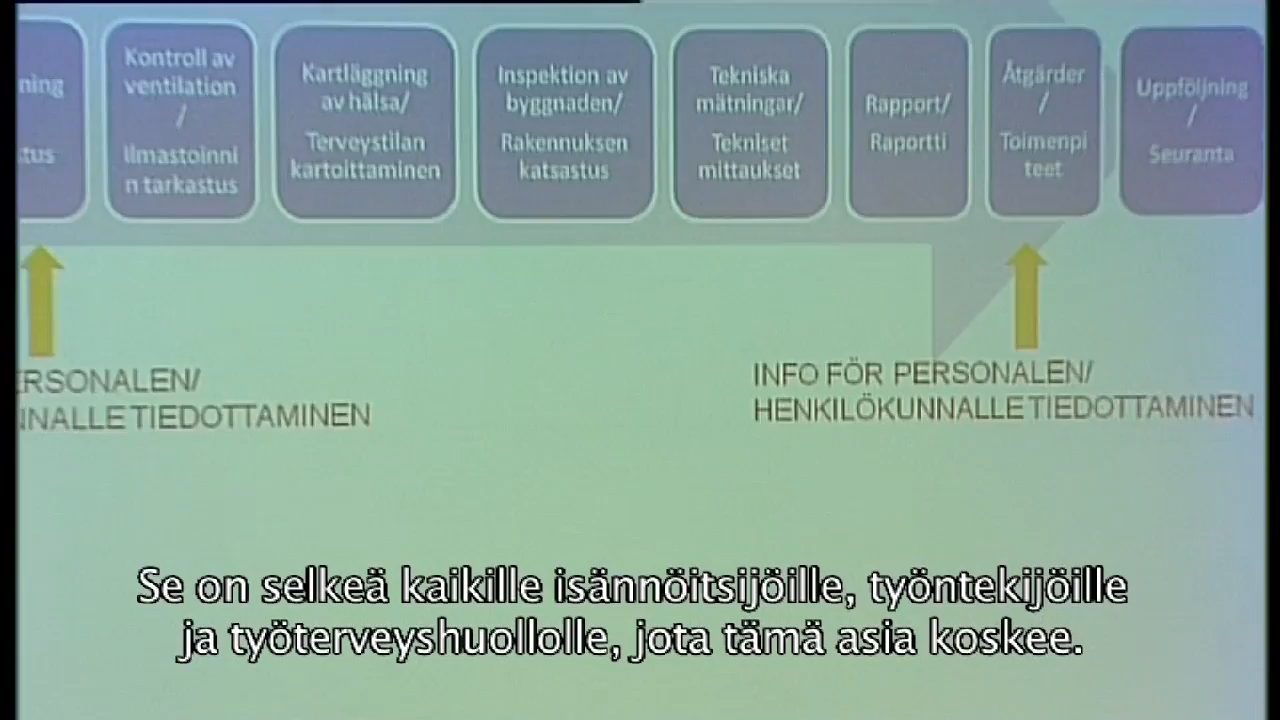 ning
tus
Kontroll av
ventilation
/
Ilmastoinni
n tarkastus
Kartläggning
av hälsa/
Terveystilan
kartoittaminen
Inspektion av
byggnaden/
Rakennuksen
katsastus
Tekniska
mätningar/
Tekniset
mittaukset
Rapport/
Raportti
Åtgärder
/
Toimenpi
teet
Uppföljning
/
Seuranta
ERSONALEN/
NNALLE TIEDOTTAMINEN
INFO FÖR PERSONALEN/
HENKILÖKUNNALLE TIEDOTTAMINEN
Se on selkeä kaikille isännöitsijöille, työntekijöille
ja työterveyshuollolle, jota tämä asia koskee.